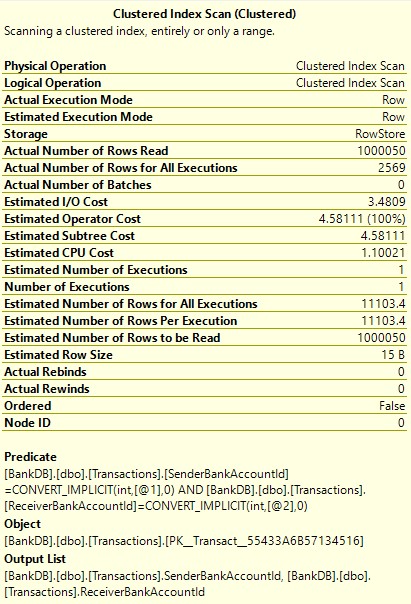 Clustered Index Scan (Clustered)
Scanning a clustered index, entirely or only a range.
Physical Operation Clustered Index Scan
Logical Operation Clustered Index Scan
Actual Execution Mode Row
Estimated Execution Mode Row
Storage RowStore
Actual Number of Rows Read 1000050
Actual Number of Rows for All Executions 2569
Actual Number of Batches 0
Estimated I/O Cost 3.4809
Estimated Operator Cost 4.58111 (100%)
Estimated Subtree Cost 4.58111
Estimated CPU Cost 1.10021
Estimated Number of Executions 1
Number of Executions 1
Estimated Number of Rows for All Executions 11103.4
Estimated Number of Rows Per Execution 11103.4
Estimated Number of Rows to be Read 1000050
Estimated Row Size 15 B
Actual Rebinds 0
Actual Rewinds 0
Ordered False
Node ID 0
Predicate
[BankDB].[dbo].[Transactions].[SenderBankAccountId]
=CONVERT_IMPLICIT(int,[@1],0) AND [BankDB].[dbo].[Transactions].
[ReceiverBankAccountId]=CONVERT_IMPLICIT(int,[@2],0)
Object
[BankDB].[dbo].[Transactions].[PK__Transact__55433A6B57134516]
Output List
[BankDB].[dbo].[Transactions].SenderBankAccountId, [BankDB].[dbo].
[Transactions].ReceiverBankAccountId